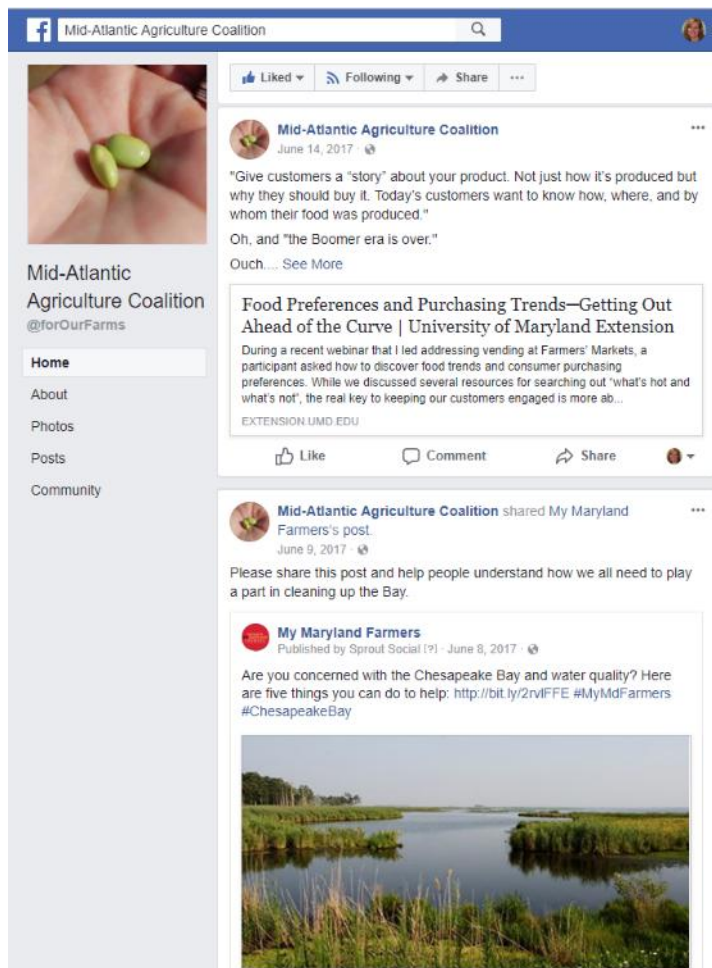 Mid-Atlantic Agriculture Coalition
Liked
Following
Share
Mid-Atlantic
Agriculture Coalition
@forOurFarms
Home
About
Photos
Posts
Community
Mid-Atlantic Agriculture Coalition
June 14, 2017 ·
"Give customers a "story" about your product. Not just how it's produced but
why they should buy it. Today's customers want to know how, where, and by
whom their food was produced."
Oh, and "the Boomer era is over."
Ouch.... See More
Food Preferences and Purchasing Trends—Getting Out
Ahead of the Curve | University of Maryland Extension
During a recent webinar that I led addressing vending at Farmers' Markets, a
participant asked how to discover food trends and consumer purchasing
preferences. While we discussed several resources for searching out "what's hot and
what's not", the real key to keeping our customers engaged is more ab...
EXTENSION.UMD.EDU
Like
Comment
Share
Mid-Atlantic Agriculture Coalition shared My Maryland
Farmers's post.
June 9, 2017 ·
Please share this post and help people understand how we all need to play
a part in cleaning up the Bay.
My Maryland Farmers
Published by Sprout Social [?] · June 8, 2017 ·
Are you concerned with the Chesapeake Bay and water quality? Here
are five things you can do to help: http://bit.ly/2rvlFFE #MyMdFarmers
#ChesapeakeBay